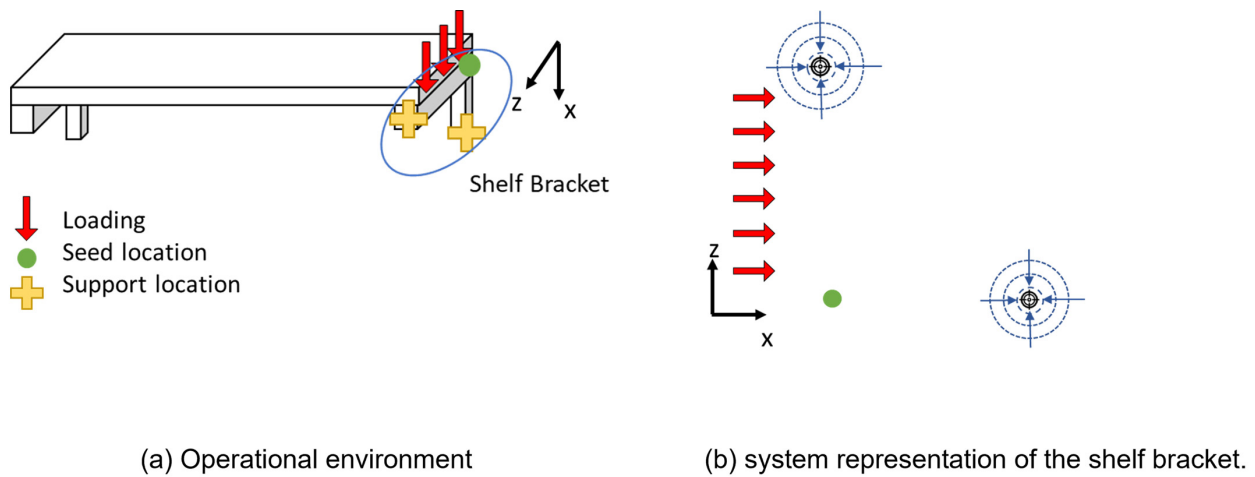 z
x
Shelf Bracket
Loading
Seed location
Support location
z
x
(a) Operational environment
(b) system representation of the shelf bracket.